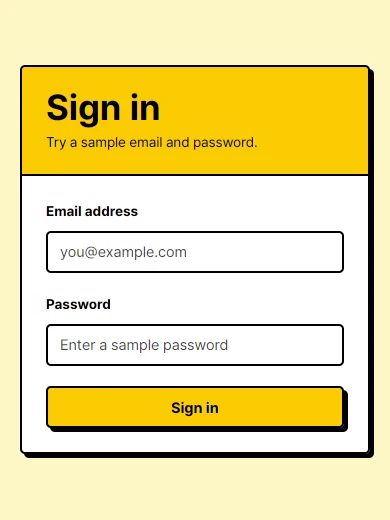 Sign in
Try a sample email and password.
Email address
you@example.com
Password
Enter a sample password
Sign in